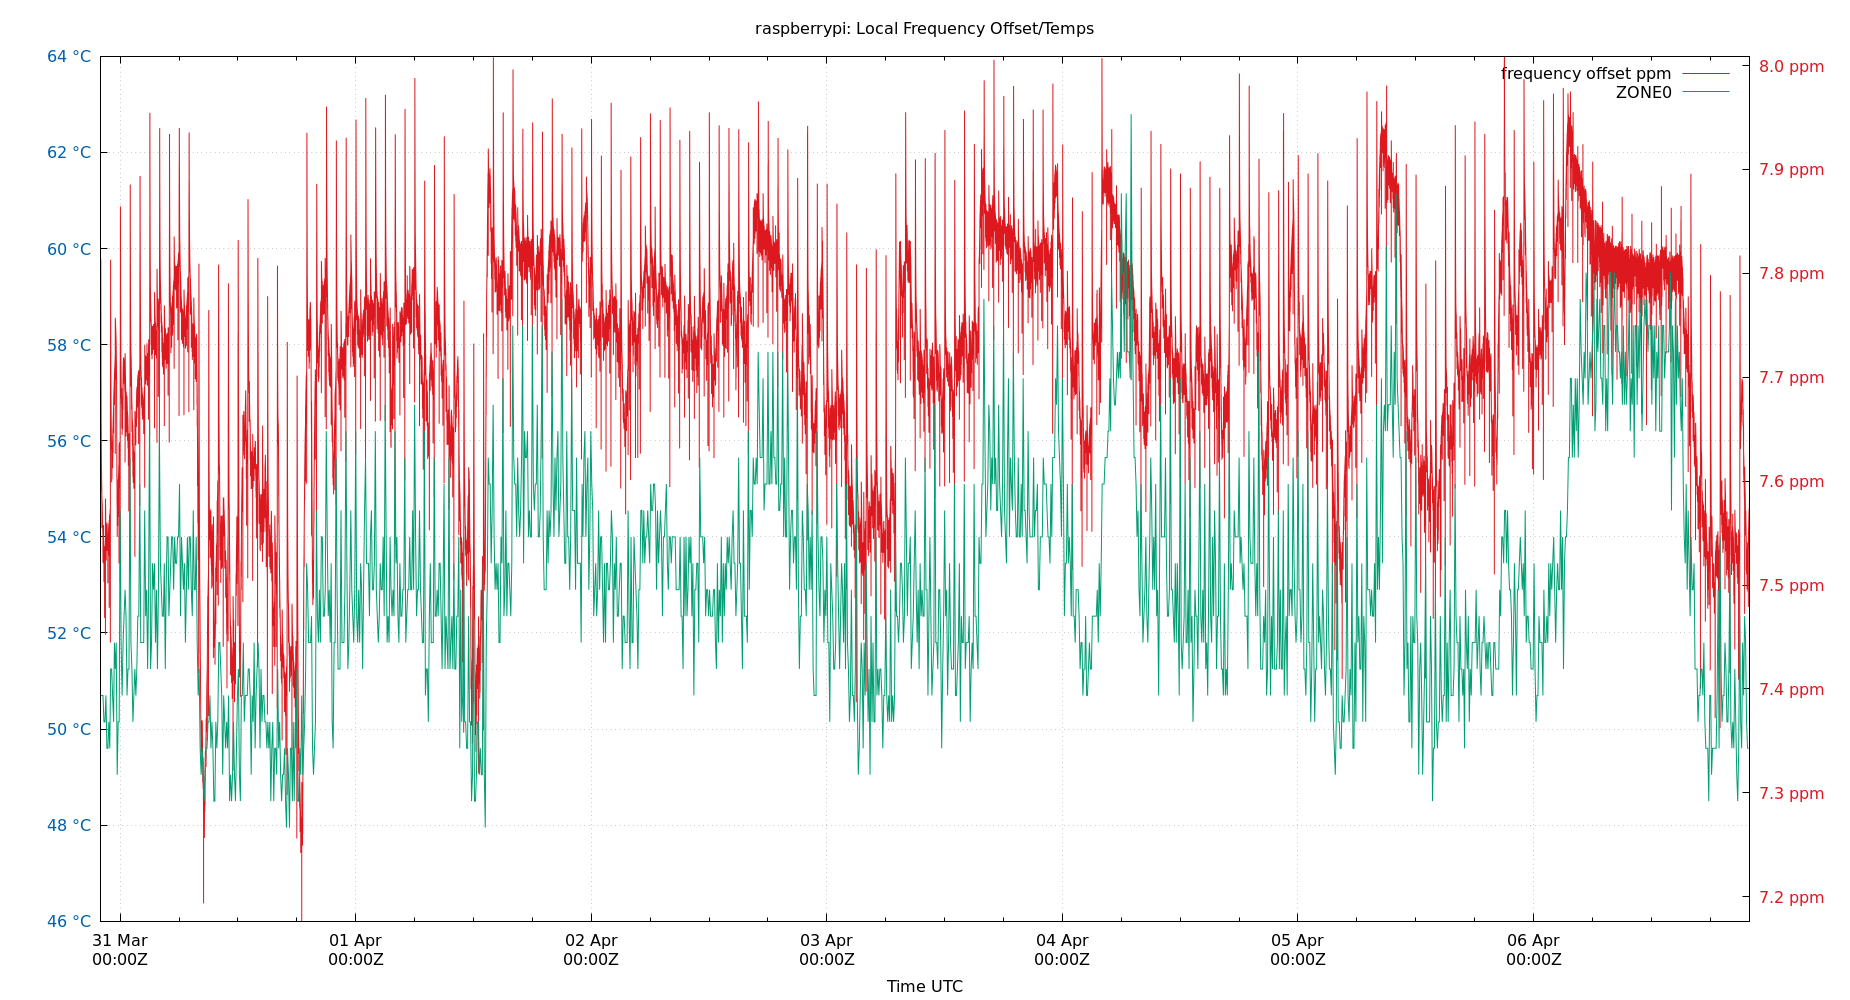 raspberrypi: Local Frequency Offset/Temps
64 °C
62 °C
60 °C
58 °C
56 °C
54 °C
52 °C
50 °C
48 °C
46 °C
8.0 ppm
7.9 ppm
7.8 ppm
7.7 ppm
7.6 ppm
7.5 ppm
7.4 ppm
7.3 ppm
7.2 ppm
frequency offset ppm
ZONE0
31 Mar
00:00Z
01 Apr
00:00Z
02 Apr
00:00Z
03 Apr
00:00Z
04 Apr
00:00Z
05 Apr
00:00Z
06 Apr
00:00Z
Time UTC